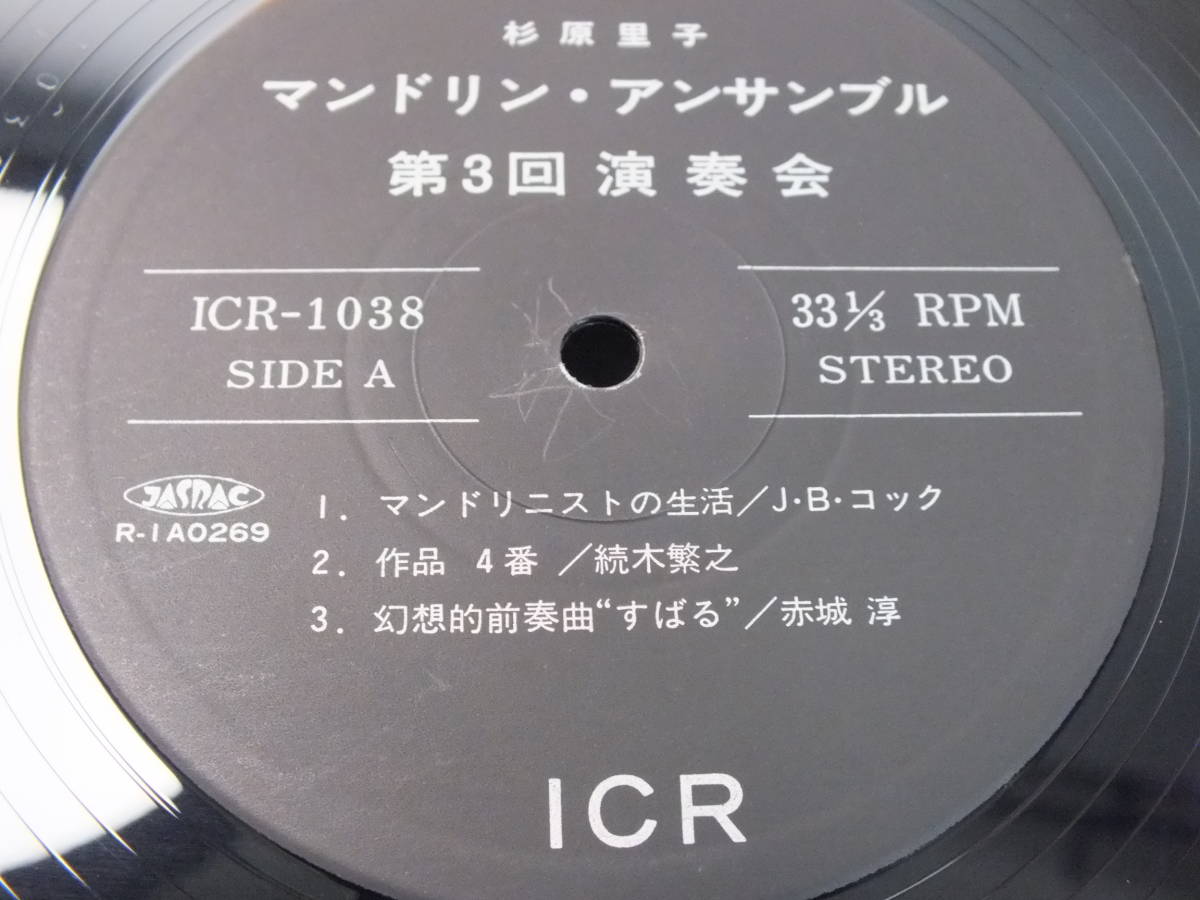 杉原里子
マンドリン・アンサンブル
第3回 演奏会
ICR-1038
SIDE A
33⅓ RPM
STEREO
JASRAC
R-1A0269
1. マンドリニストの生活/J・B・コック
2. 作品 4番 /続木繁之
3. 幻想的前奏曲“すばる”/赤城 淳
ICR